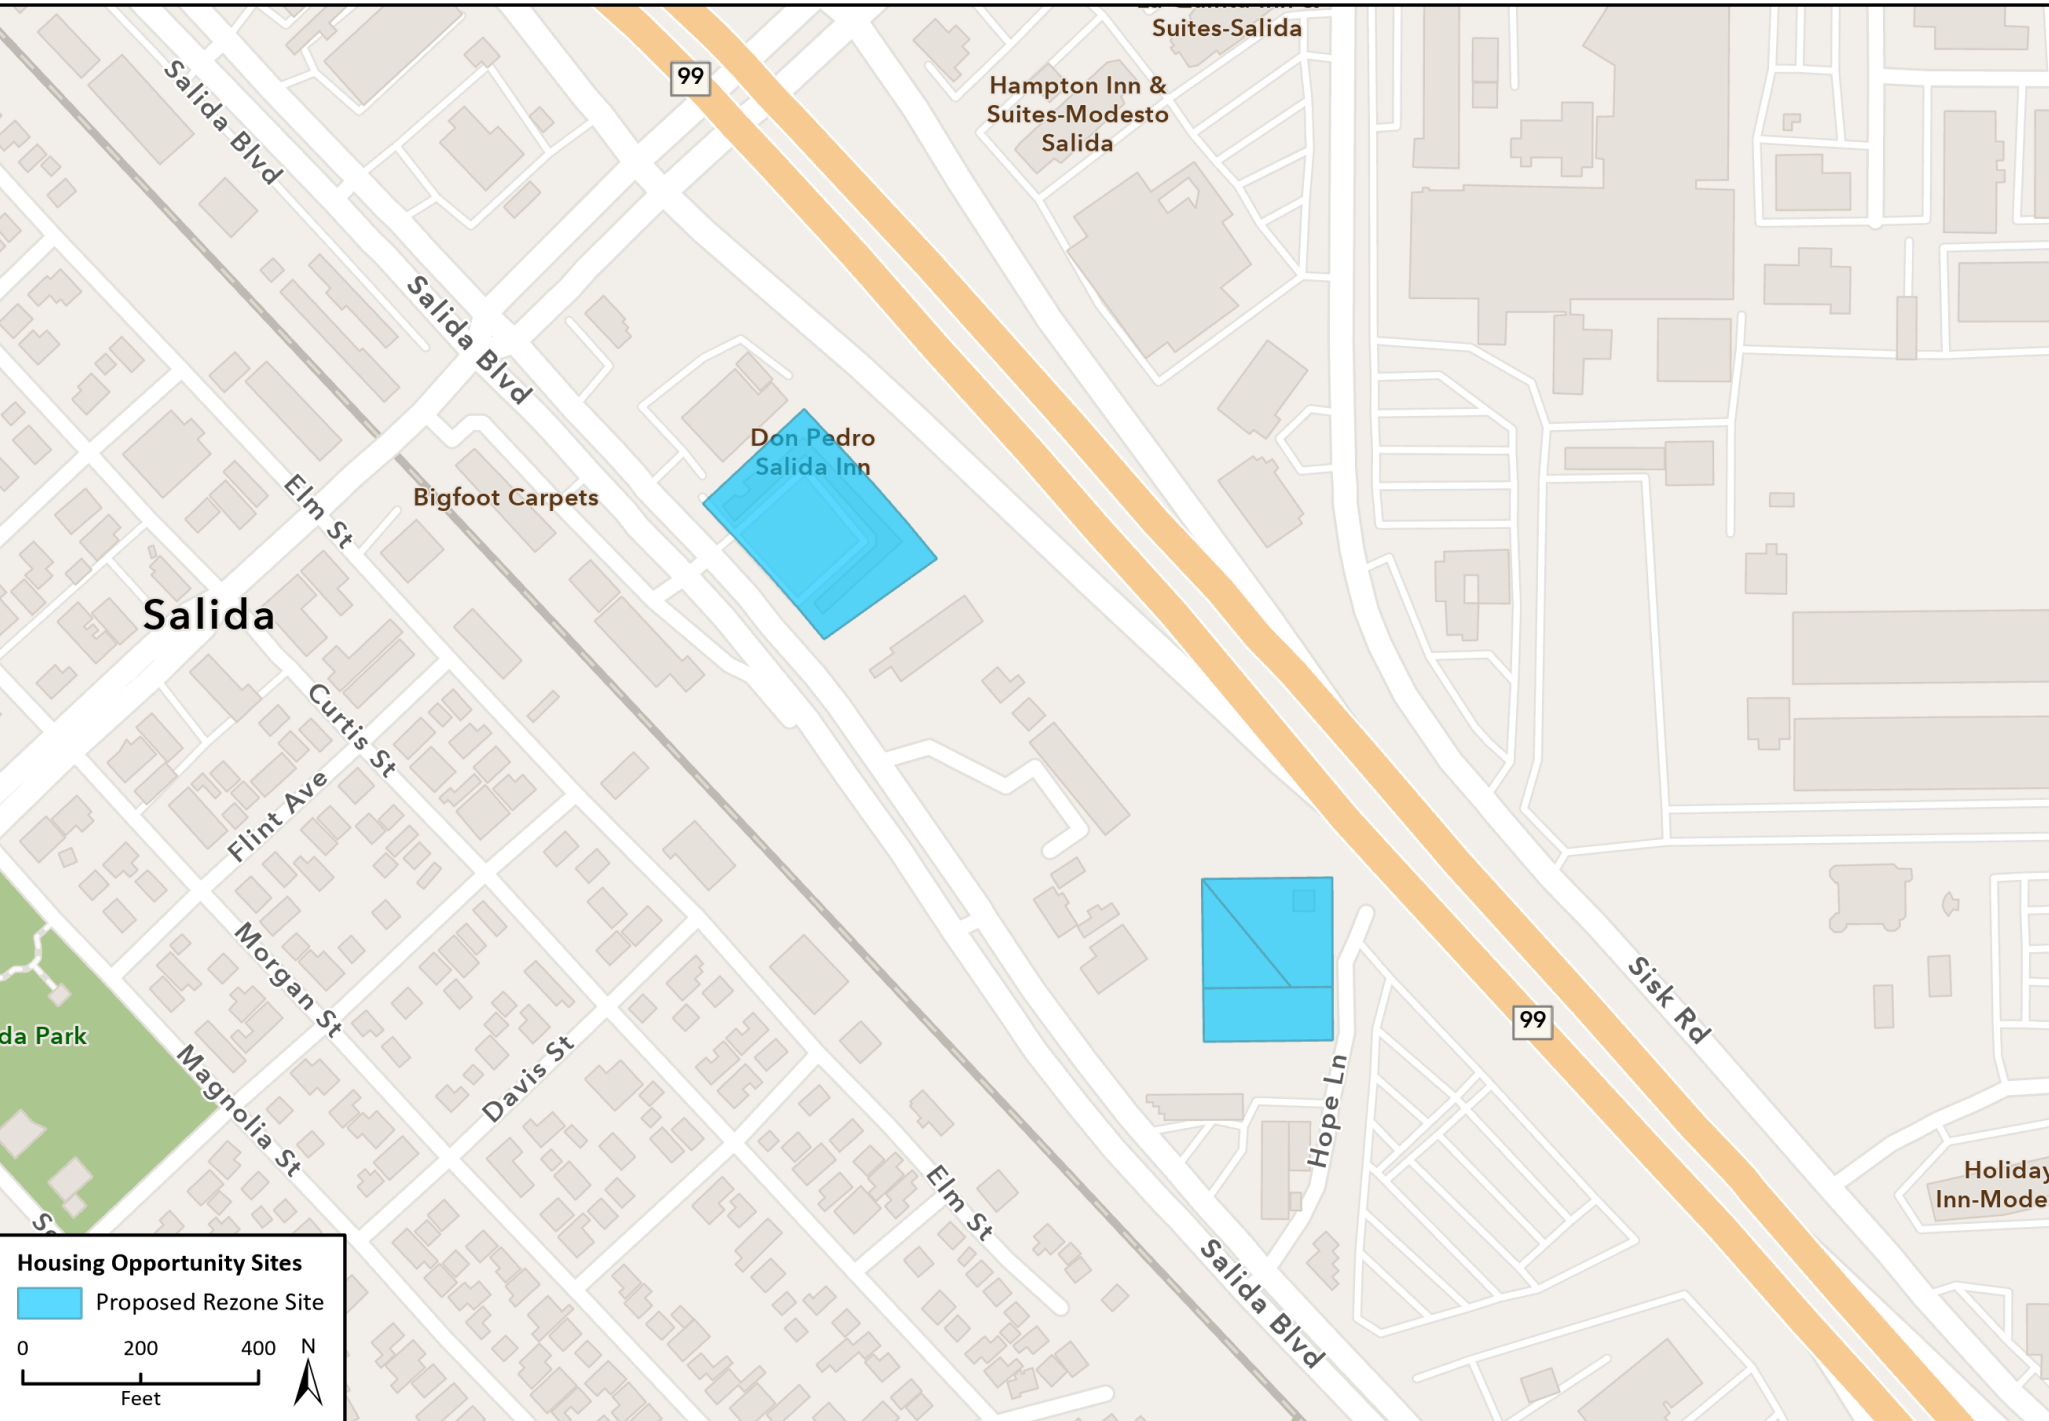 Suites-Salida
99
Hampton Inn &
Suites-Modesto
Salida
Salida Blvd
Salida Blvd
Don Pedro
Salida Inn
Bigfoot Carpets
Elm St
Salida
Curtis St
Flint Ave
Morgan St
Sisk Rd
99
da Park
Magnolia St
Davis St
Hope Ln
Elm St
Holiday
Inn-Mode
Salida Blvd
Housing Opportunity Sites
Proposed Rezone Site
0 200 400
Feet
N